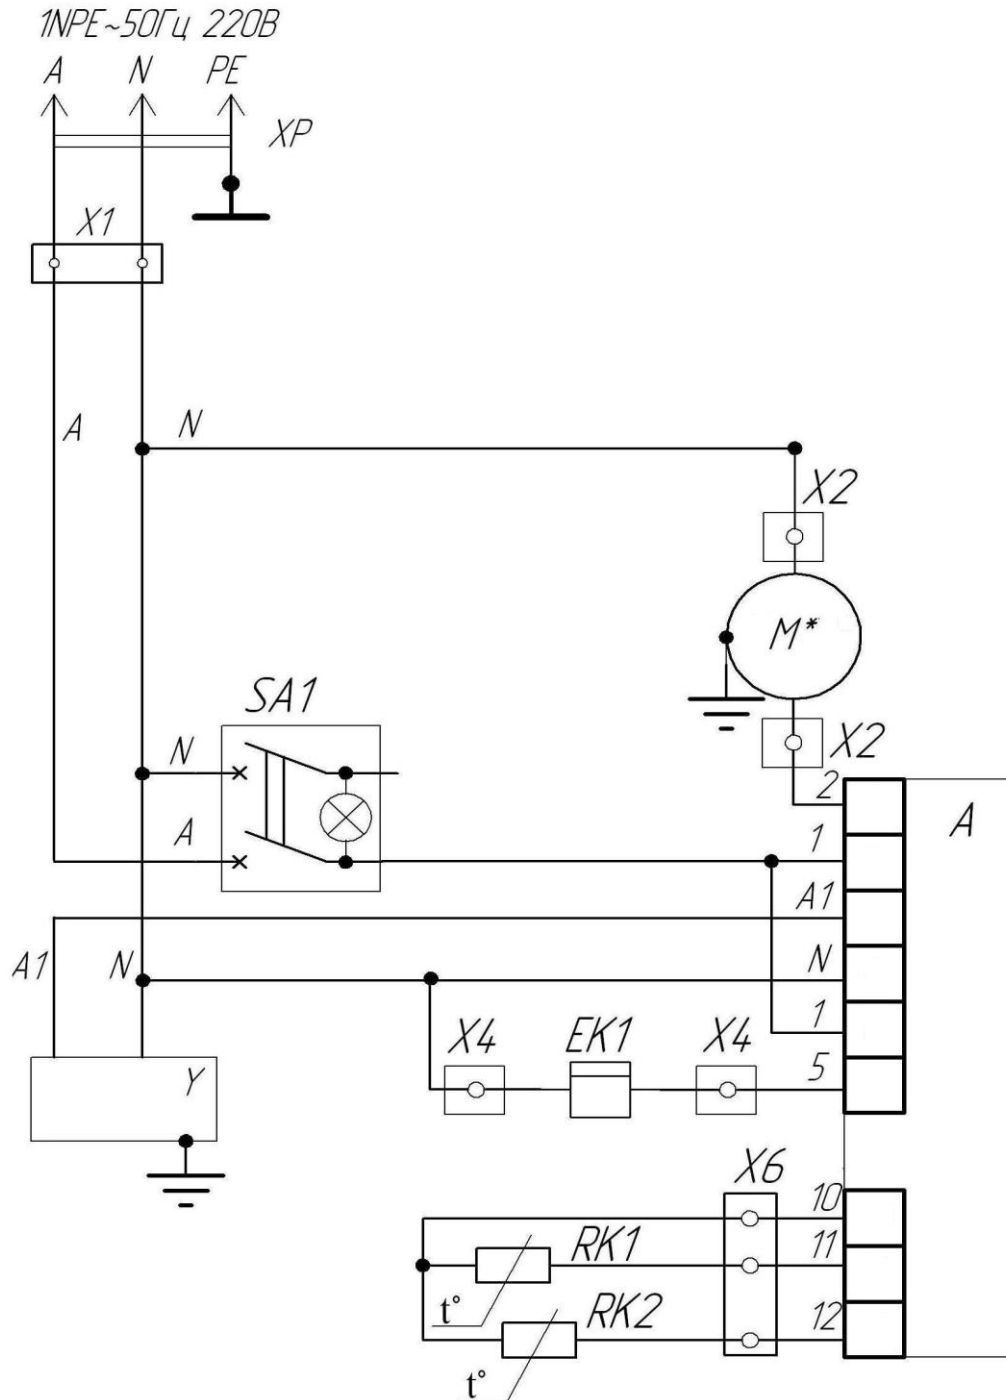 1NPE~50Гц 220В
A N PE
XP
X1
A
N
X2
M*
SA1
X2
N
2
A
A
1
A1
A1
N
N
1
X4
EK1
X4
5
Y
X6
10
RK1
11
t°
RK2
12
t°